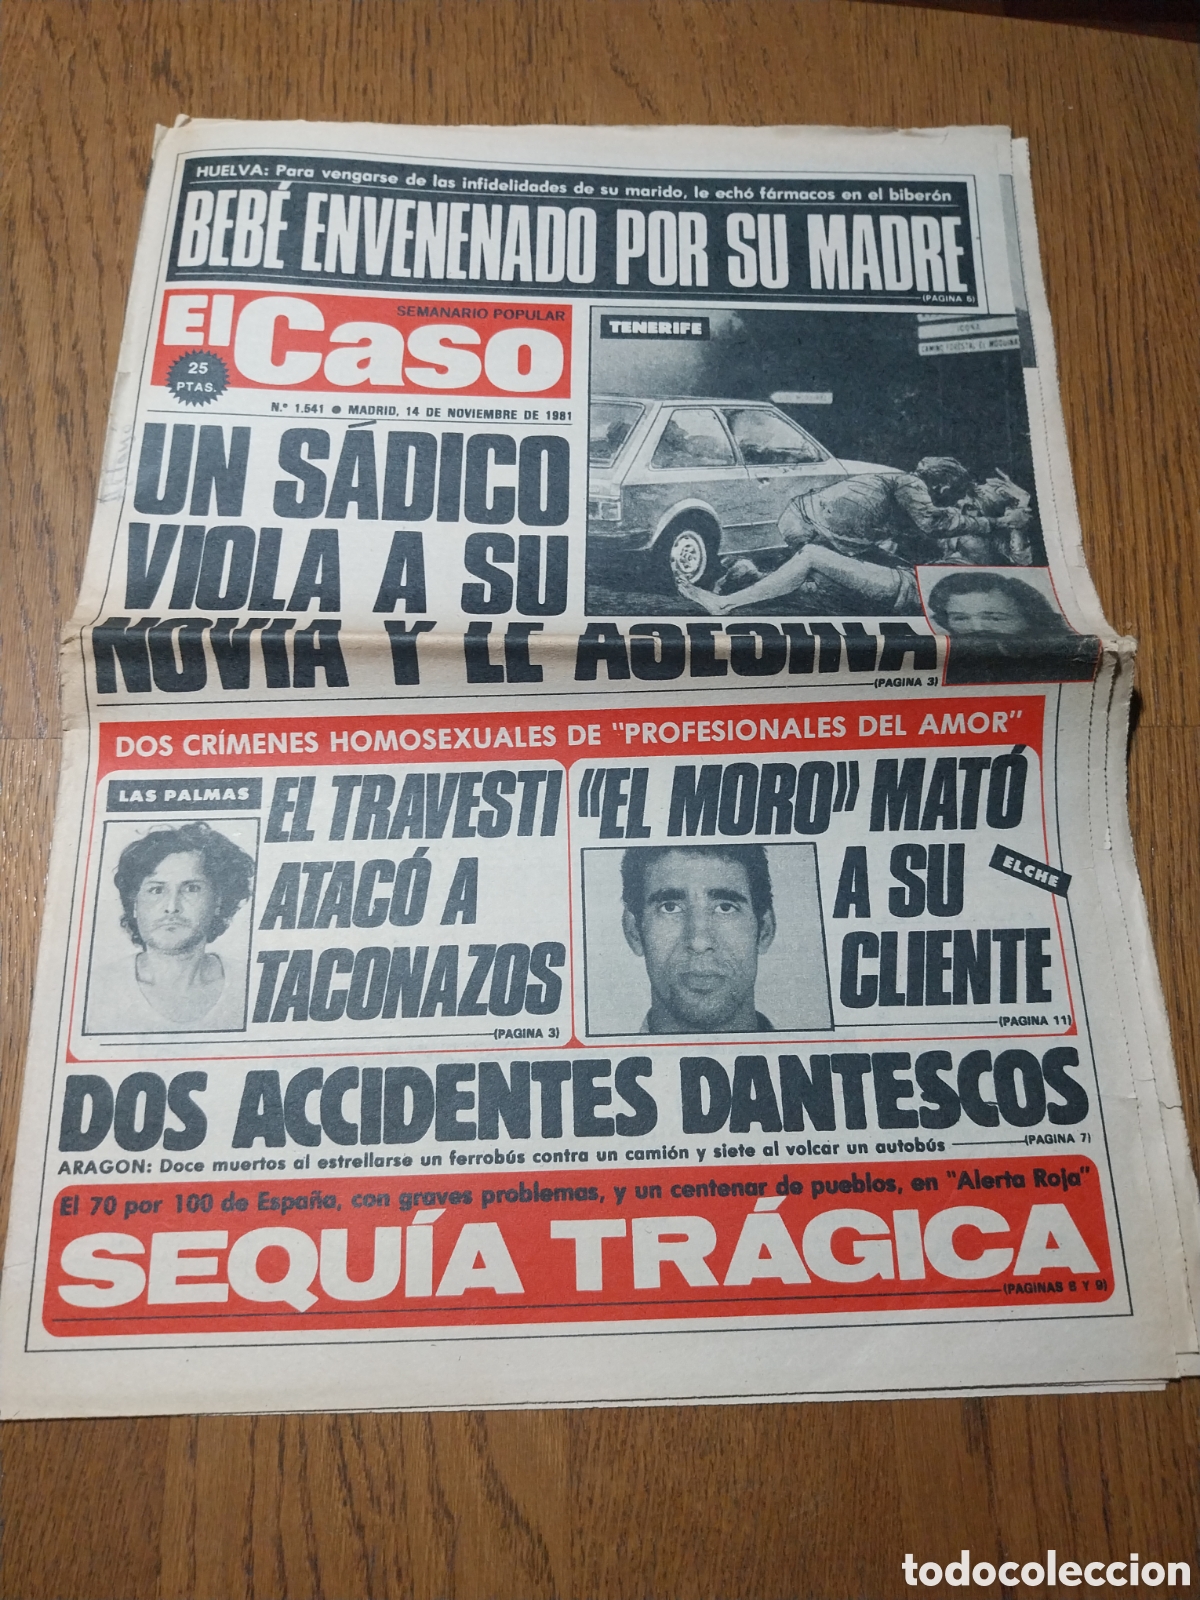 HUELVA: Para vengarse de las infidelidades de su marido, le echó fármacos en el biberón
BEBÉ ENVENENADO POR SU MADRE
(PAGINA 6)
El Caso
SEMANARIO POPULAR
25
PTAS.
N.º 1.541 ● MADRID, 14 DE NOVIEMBRE DE 1981
TENERIFE
UN SÁDICO
VIOLA A SU
NOVIA Y LE ASESINA
(PAGINA 3)
DOS CRÍMENES HOMOSEXUALES DE "PROFESIONALES DEL AMOR"
LAS PALMAS
EL TRAVESTI
ATACÓ A
TACONAZOS
(PAGINA 3)
«EL MORO» MATÓ
A SU
CLIENTE
ELCHE
(PAGINA 11)
DOS ACCIDENTES DANTESCOS
(PAGINA 7)
ARAGON: Doce muertos al estrellarse un ferrobús contra un camión y siete al volcar un autobús
El 70 por 100 de España, con graves problemas, y un centenar de pueblos, en "Alerta Roja"
SEQUÍA TRÁGICA
(PAGINAS 8 Y 9)
todocoleccion